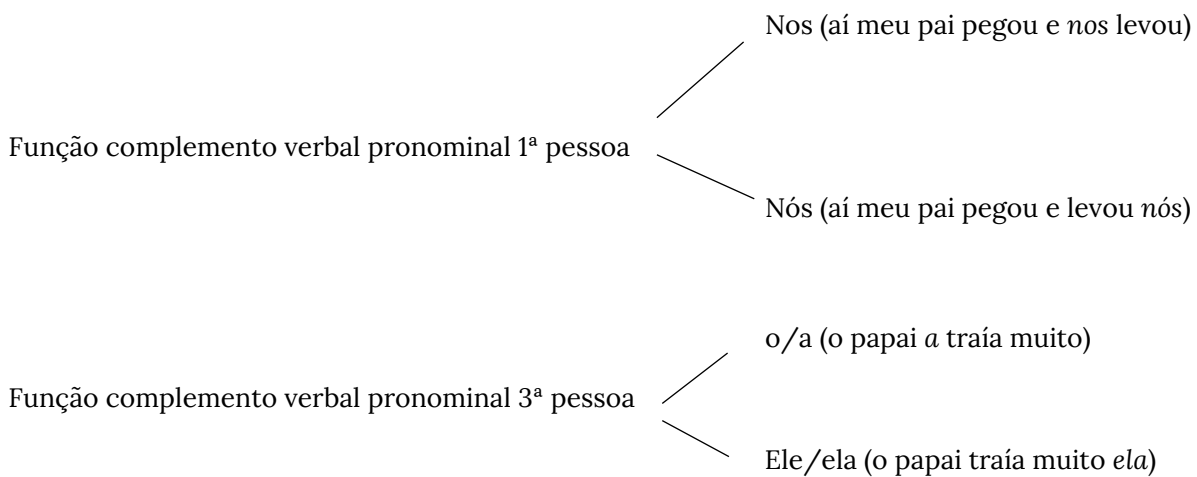 Nos (aí meu pai pegou e nos levou)
Função complemento verbal pronominal 1ª pessoa
Nós (aí meu pai pegou e levou nós)
o/a (o papai a traía muito)
Função complemento verbal pronominal 3ª pessoa
Ele/ela (o papai traía muito ela)